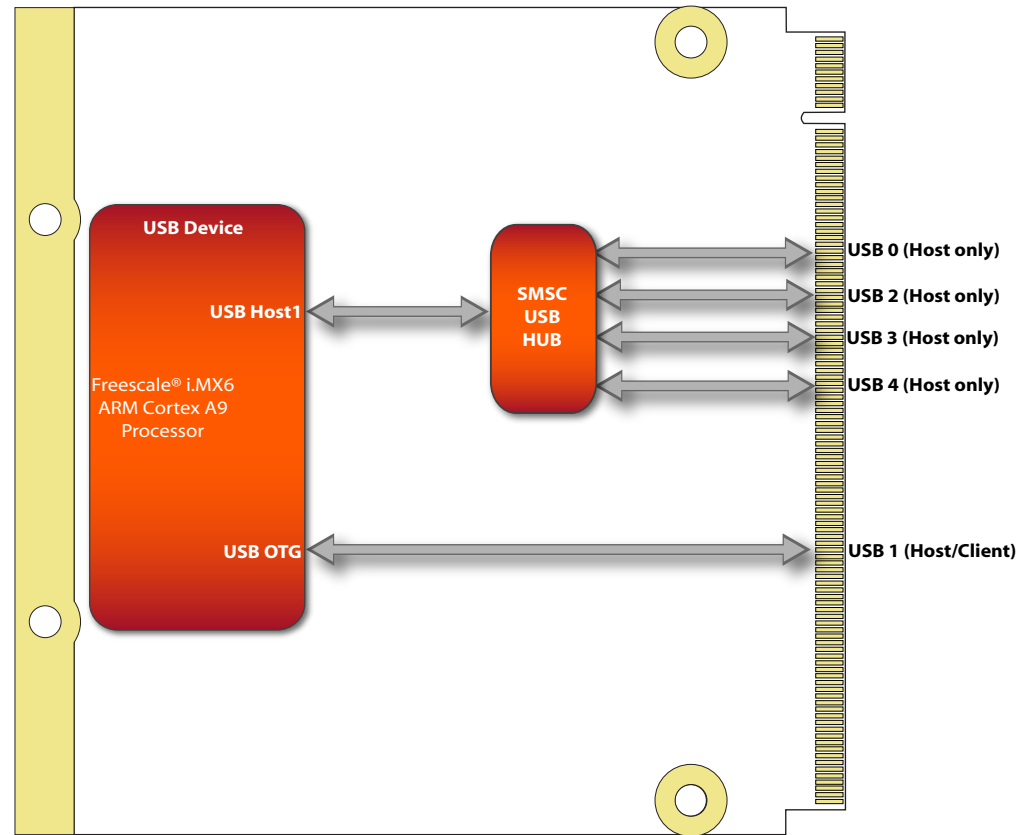 USB Device
USB Host1
Freescale® i.MX6
ARM Cortex A9
Processor
USB OTG
SMSC
USB
HUB
USB 0 (Host only)
USB 2 (Host only)
USB 3 (Host only)
USB 4 (Host only)
USB 1 (Host/Client)